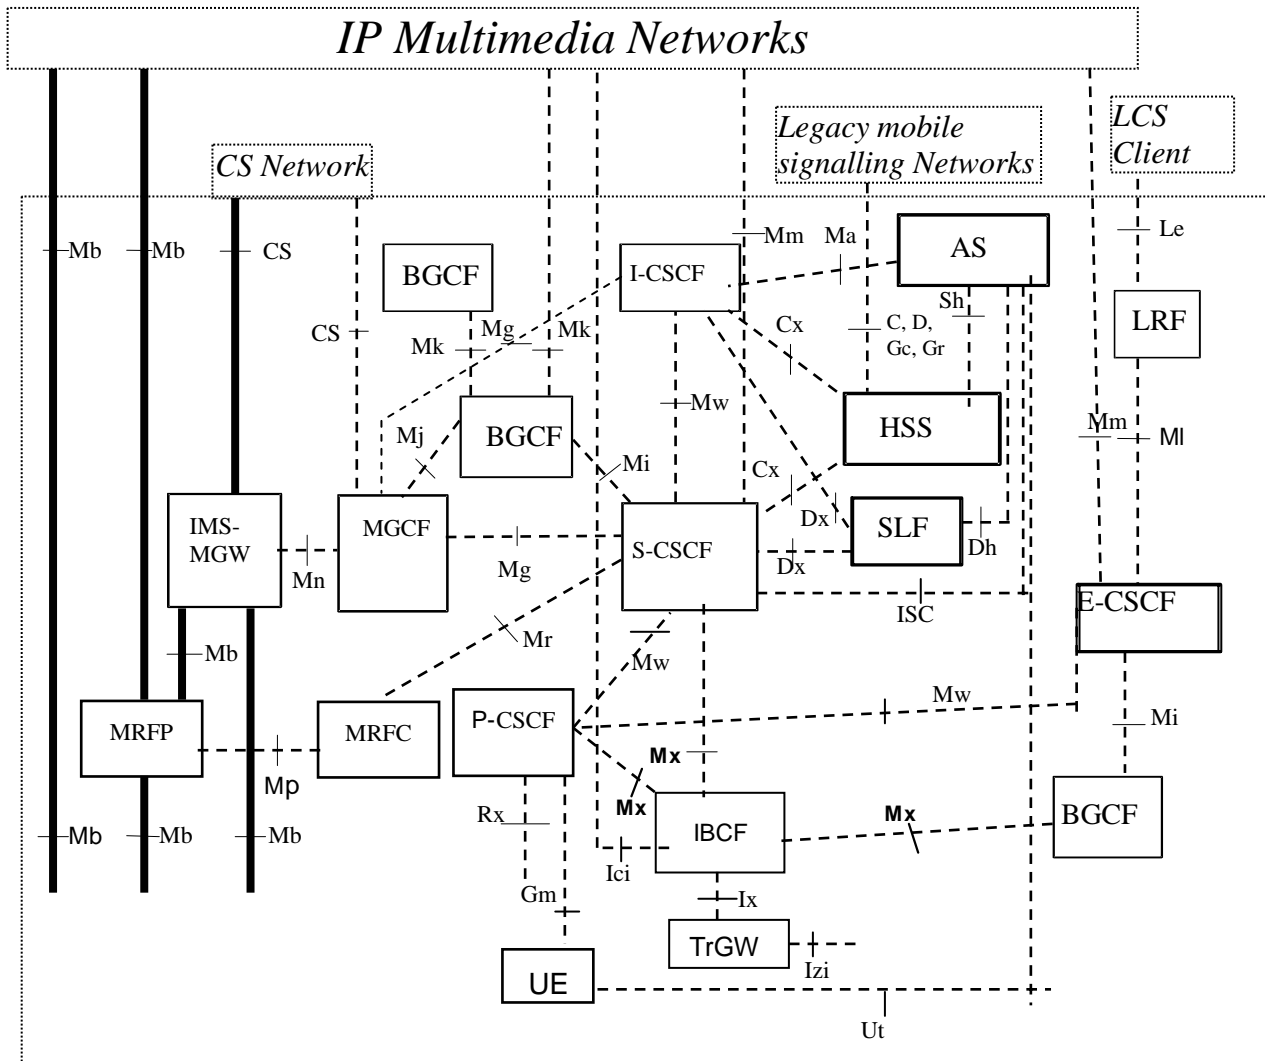 IP Multimedia Networks
Legacy mobile
signalling Networks
LCS
Client
CS Network
Mb
Mb
CS
BGCF
I-CSCF
Mm
Ma
AS
Le
Sh
LRF
CS
Mk
Mg
Mk
Cx
C, D,
Gc, Gr
Mw
HSS
Mm
Ml
Mj
BGCF
Mi
Cx
IMS-
MGW
MGCF
S-CSCF
Dx
SLF
Mn
Mg
Dx
Dh
ISC
E-CSCF
Mb
Mr
Mw
Mw
MRFP
MRFC
P-CSCF
Mi
Mx
Mp
Mx
Rx
Mx
BGCF
Mb
Mb
Mb
IBCF
Ici
Gm
Ix
TrGW
Izi
UE
Ut